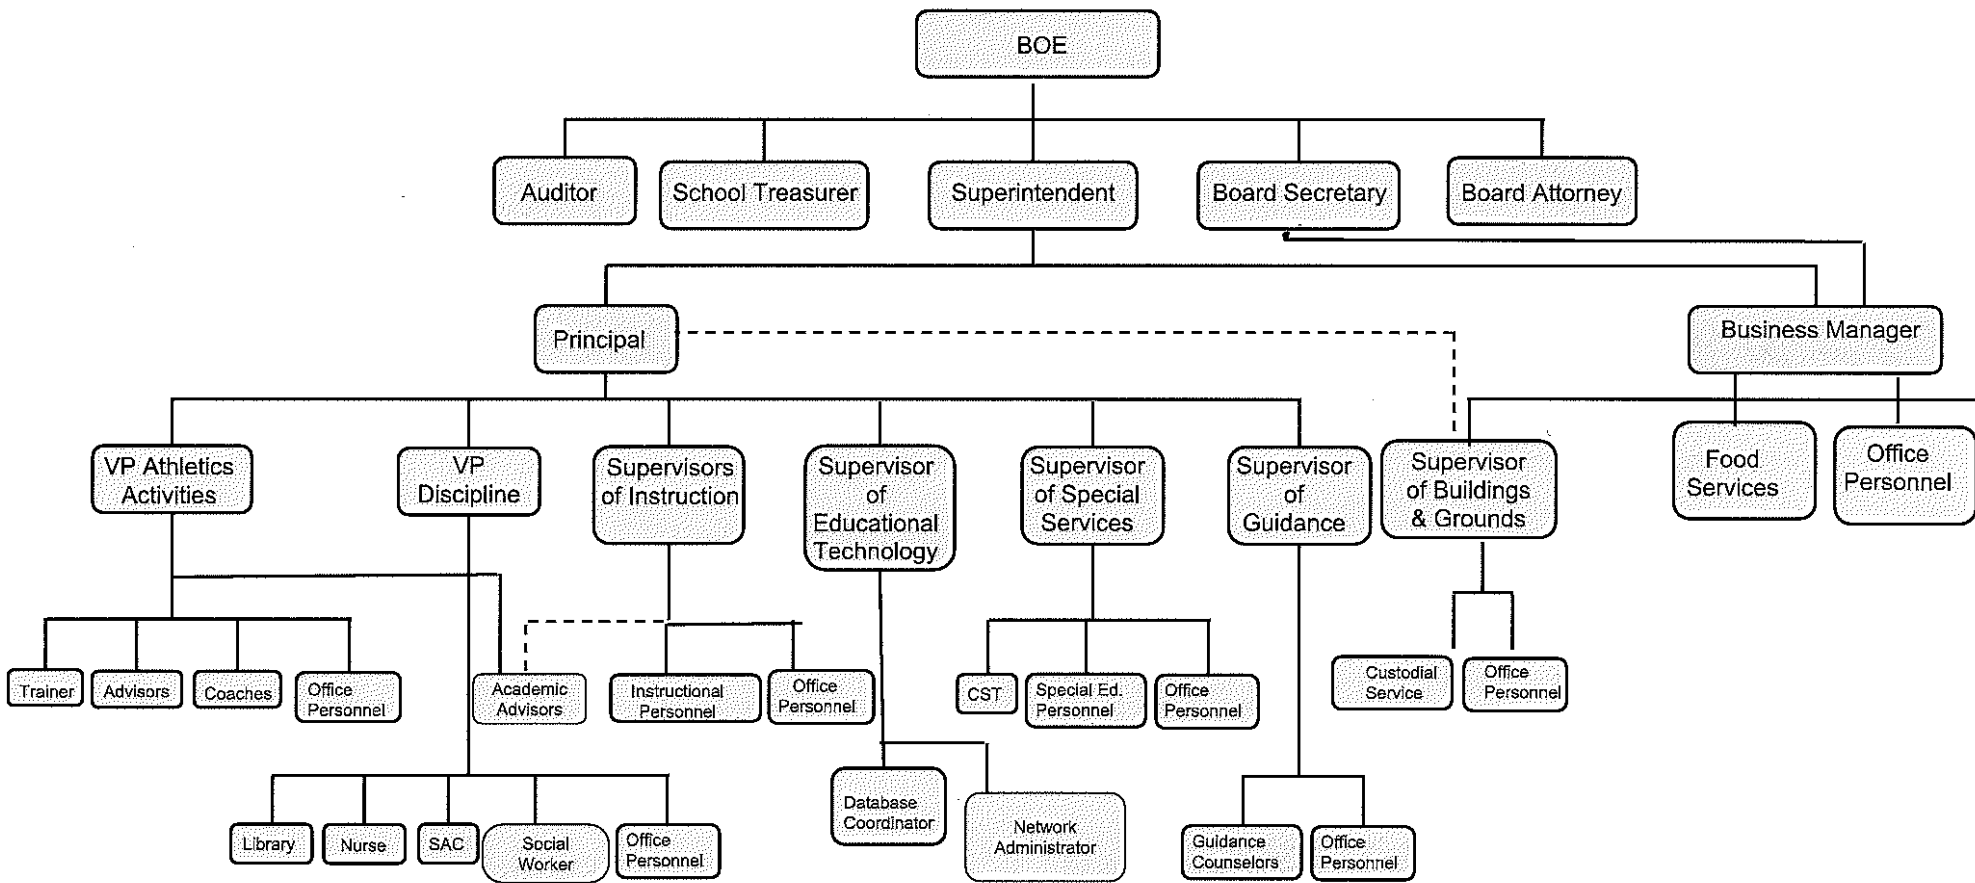 BOE
Auditor
School Treasurer
Superintendent
Board Secretary
Board Attorney
Principal
Business Manager
VP Athletics
Activities
VP
Discipline
Supervisors
of Instruction
Supervisor
of
Educational
Technology
Supervisor
of Special
Services
Supervisor
of
Guidance
Supervisor
of Buildings
& Grounds
Food
Services
Office
Personnel
Trainer
Advisors
Coaches
Office
Personnel
Academic
Advisors
Instructional
Personnel
Office
Personnel
CST
Special Ed.
Personnel
Office
Personnel
Custodial
Service
Office
Personnel
Library
Nurse
SAC
Social
Worker
Office
Personnel
Database
Coordinator
Network
Administrator
Guidance
Counselors
Office
Personnel